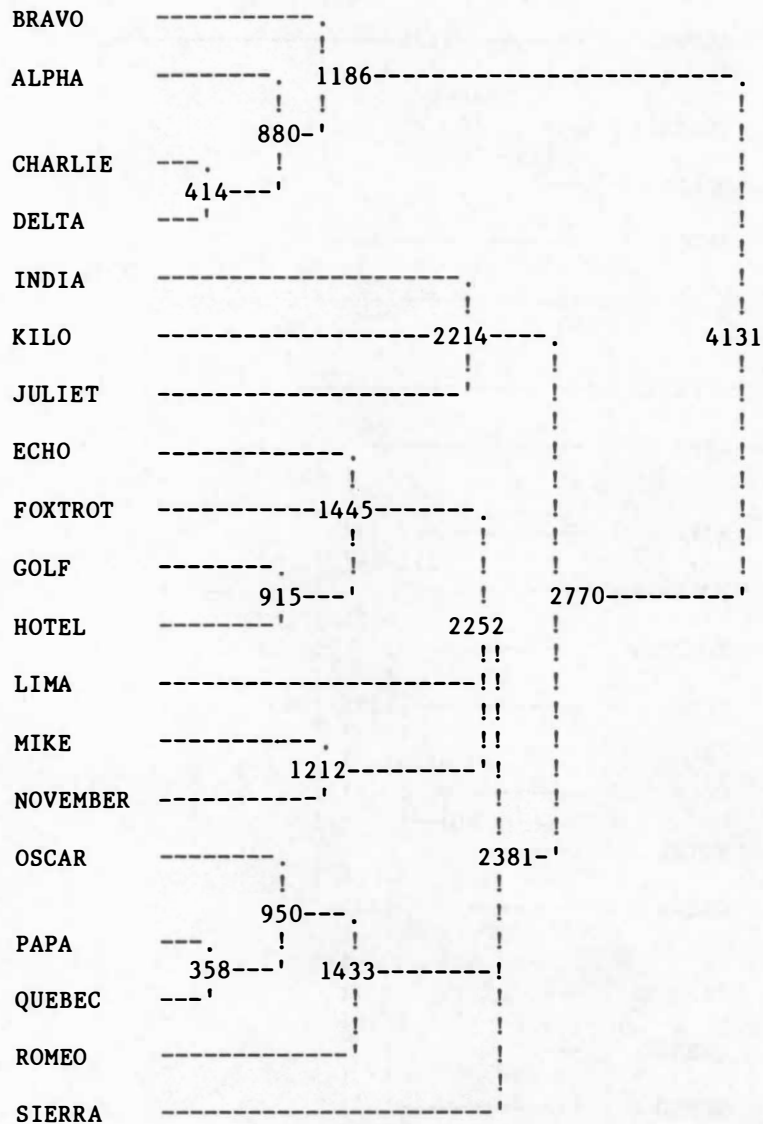 BRAVO
ALPHA 1186
880
CHARLIE
414
DELTA
INDIA
KILO 2214 4131
JULIET
ECHO
FOXTROT 1445
GOLF
915 2770
HOTEL 2252
LIMA
MIKE
1212
NOVEMBER
OSCAR 2381
950
PAPA
358 1433
QUEBEC
ROMEO
SIERRA